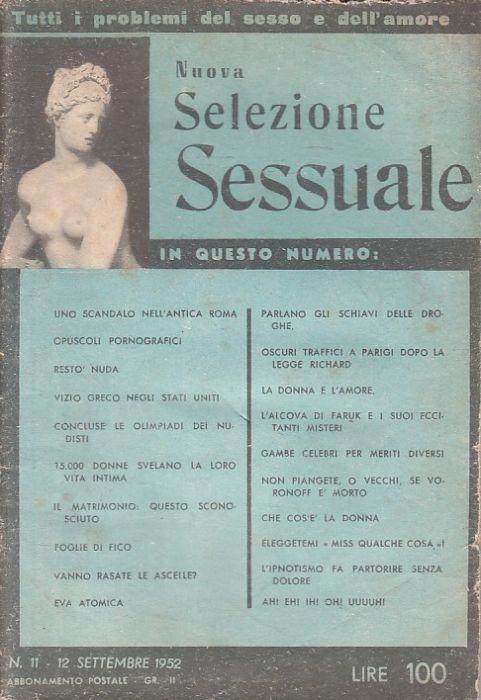 Tutti i problemi del sesso e dell'amore
Nuova
Selezione
Sessuale
IN QUESTO NUMERO:
UNO SCANDALO NELL'ANTICA ROMA
OPUSCOLI PORNOGRAFICI
RESTO' NUDA
VIZIO GRECO NEGLI STATI UNITI
CONCLUSE LE OLIMPIADI DEI NU-
DISTI
15.000 DONNE SVELANO LA LORO
VITA INTIMA
IL MATRIMONIO: QUESTO SCONO-
SCIUTO
FOGLIE DI FICO
VANNO RASATE LE ASCELLE?
EVA ATOMICA
PARLANO GLI SCHIAVI DELLE DRO-
GHE,
OSCURI TRAFFICI A PARIGI DOPO LA
LEGGE RICHARD
LA DONNA E L'AMORE,
L'ALCOVA DI FARUK E I SUOI ECCI-
TANTI MISTERI
GAMBE CELEBRI PER MERITI DIVERSI
NON PIANGETE, O VECCHI, SE VO-
RONOFF E' MORTO
CHE COS'E' LA DONNA
ELEGGETEMI « MISS QUALCHE COSA »!
L'IPNOTISMO FA PARTORIRE SENZA
DOLORE
AH! EH! IH! OH! UUUUH!
N. 11 - 12 SETTEMBRE 1952
ABBONAMENTO POSTALE - GR. II
LIRE 100